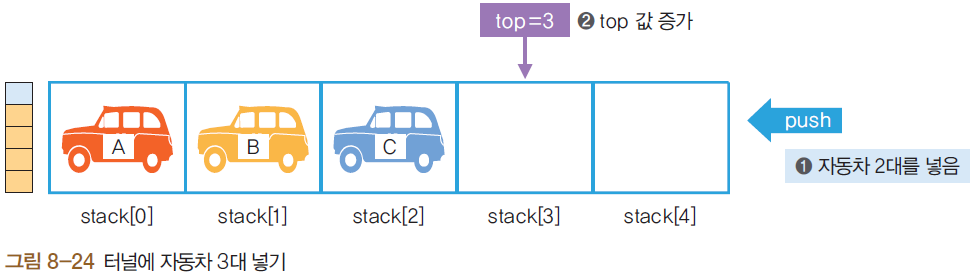 top=3 ❷ top 값 증가
A B C
push
❶ 자동차 2대를 넣음
stack[0] stack[1] stack[2] stack[3] stack[4]
그림 8-24 터널에 자동차 3대 넣기